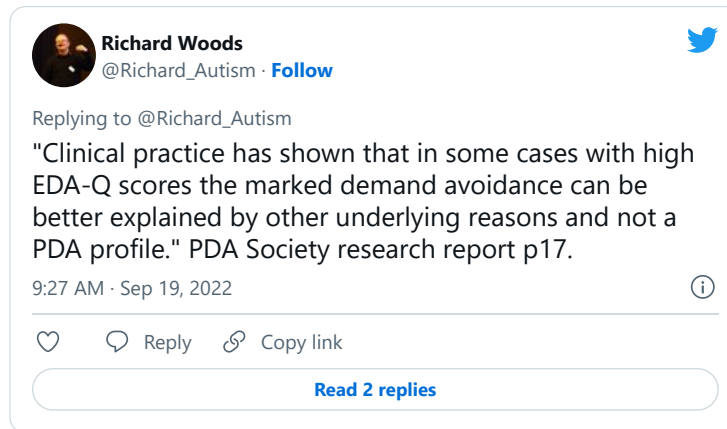 Richard Woods
@Richard_Autism · Follow
Replying to @Richard_Autism
"Clinical practice has shown that in some cases with high
EDA-Q scores the marked demand avoidance can be
better explained by other underlying reasons and not a
PDA profile." PDA Society research report p17.
9:27 AM · Sep 19, 2022
Reply Copy link
Read 2 replies